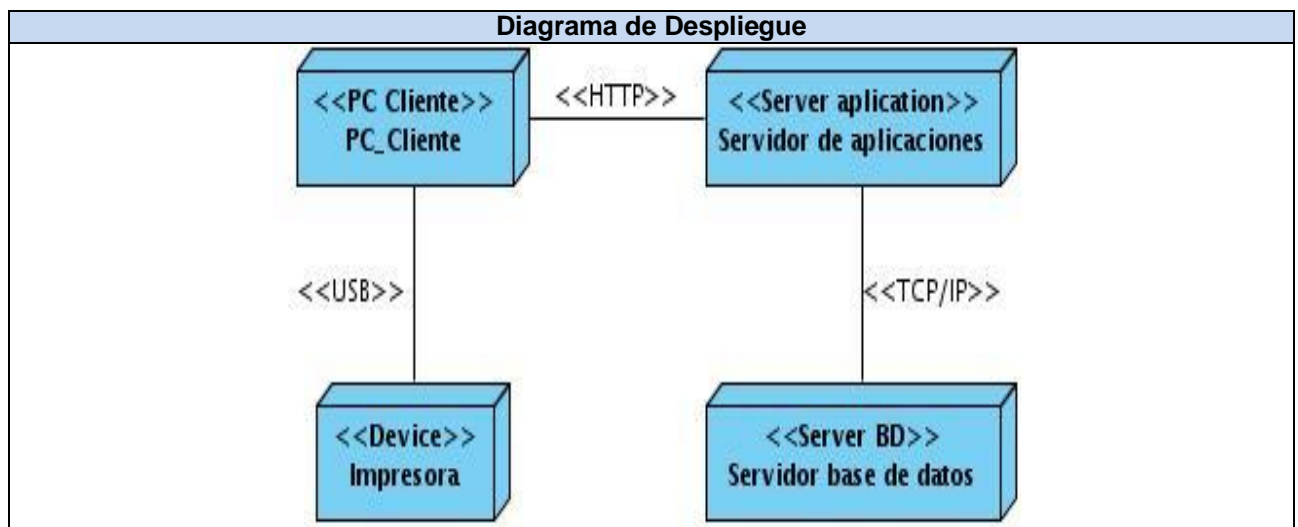 Diagrama de Despliegue
<<PC Cliente>>
PC_Cliente
<<HTTP>>
<<Server aplication>>
Servidor de aplicaciones
<<USB>>
<<TCP/IP>>
<<Device>>
Impresora
<<Server BD>>
Servidor base de datos